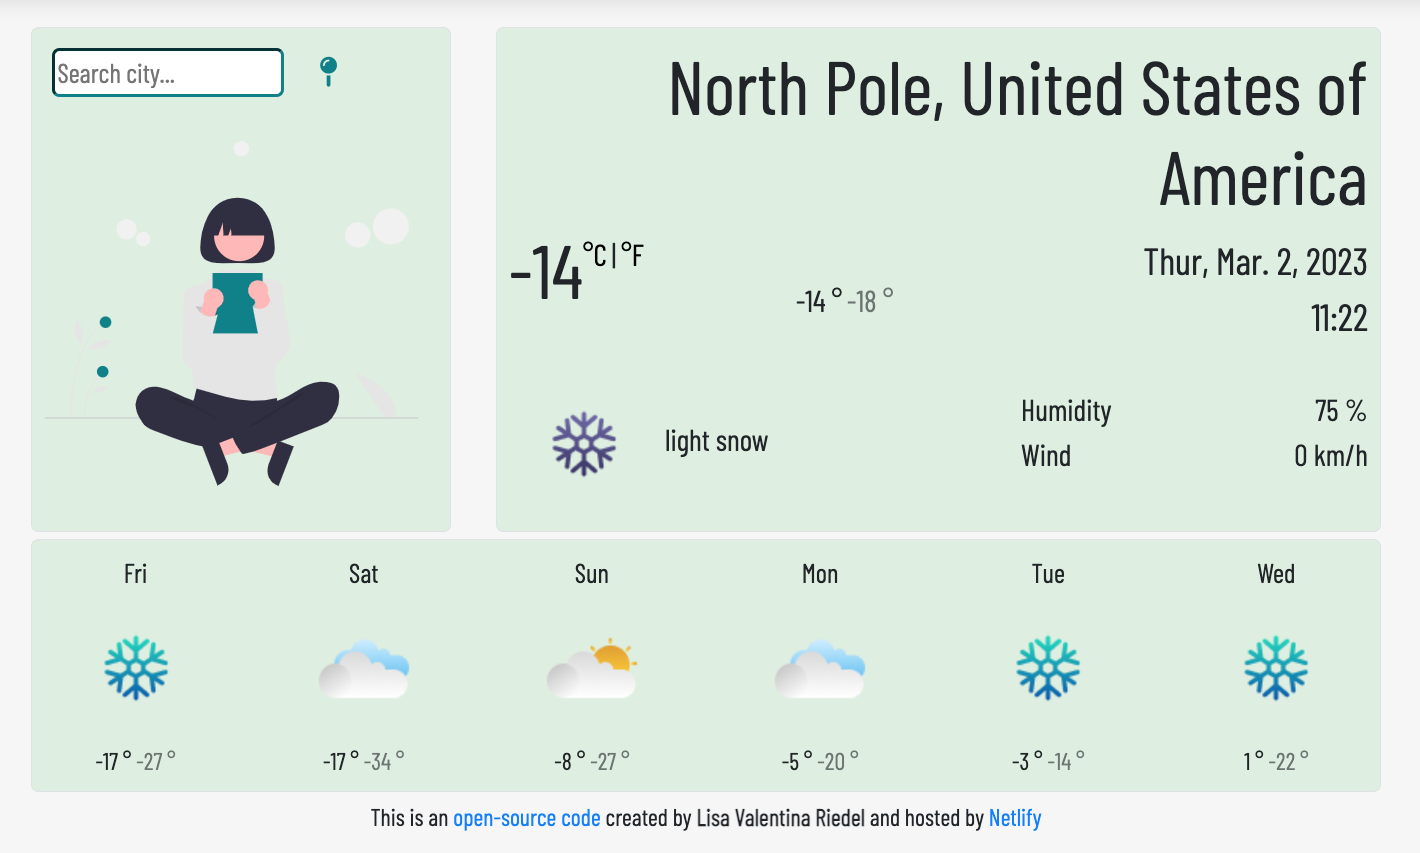 Search city...
North Pole, United States of
America
-14 °C | °F
-14 ° -18 °
Thur, Mar. 2, 2023
11:22
light snow
Humidity 75 %
Wind 0 km/h
Fri Sat Sun Mon Tue Wed
-17 ° -27 ° -17 ° -34 ° -8 ° -27 ° -5 ° -20 ° -3 ° -14 ° 1 ° -22 °
This is an open-source code created by Lisa Valentina Riedel and hosted by Netlify